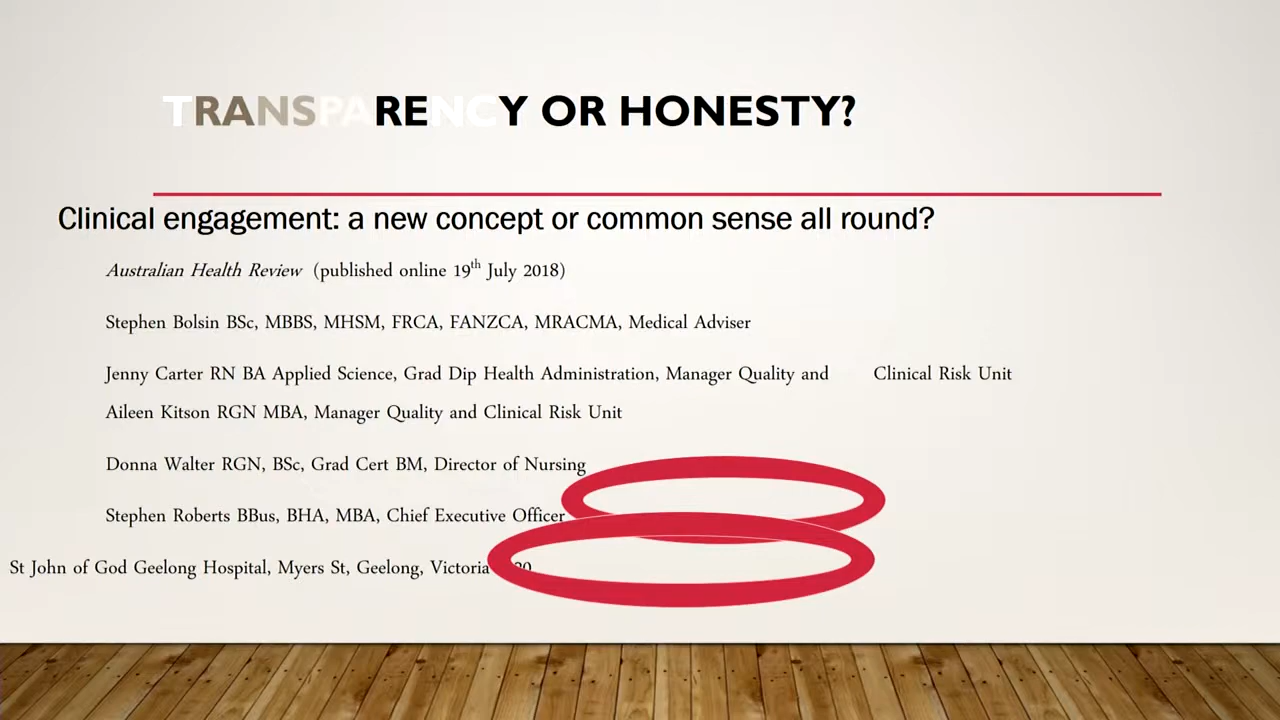 TRANSPARENCY OR HONESTY?
Clinical engagement: a new concept or common sense all round?
Australian Health Review (published online 19th July 2018)
Stephen Bolsin BSc, MBBS, MHSM, FRCA, FANZCA, MRACMA, Medical Adviser
Jenny Carter RN BA Applied Science, Grad Dip Health Administration, Manager Quality and Clinical Risk Unit
Aileen Kitson RGN MBA, Manager Quality and Clinical Risk Unit
Donna Walter RGN, BSc, Grad Cert BM, Director of Nursing
Stephen Roberts BBus, BHA, MBA, Chief Executive Officer
St John of God Geelong Hospital, Myers St, Geelong, Victoria